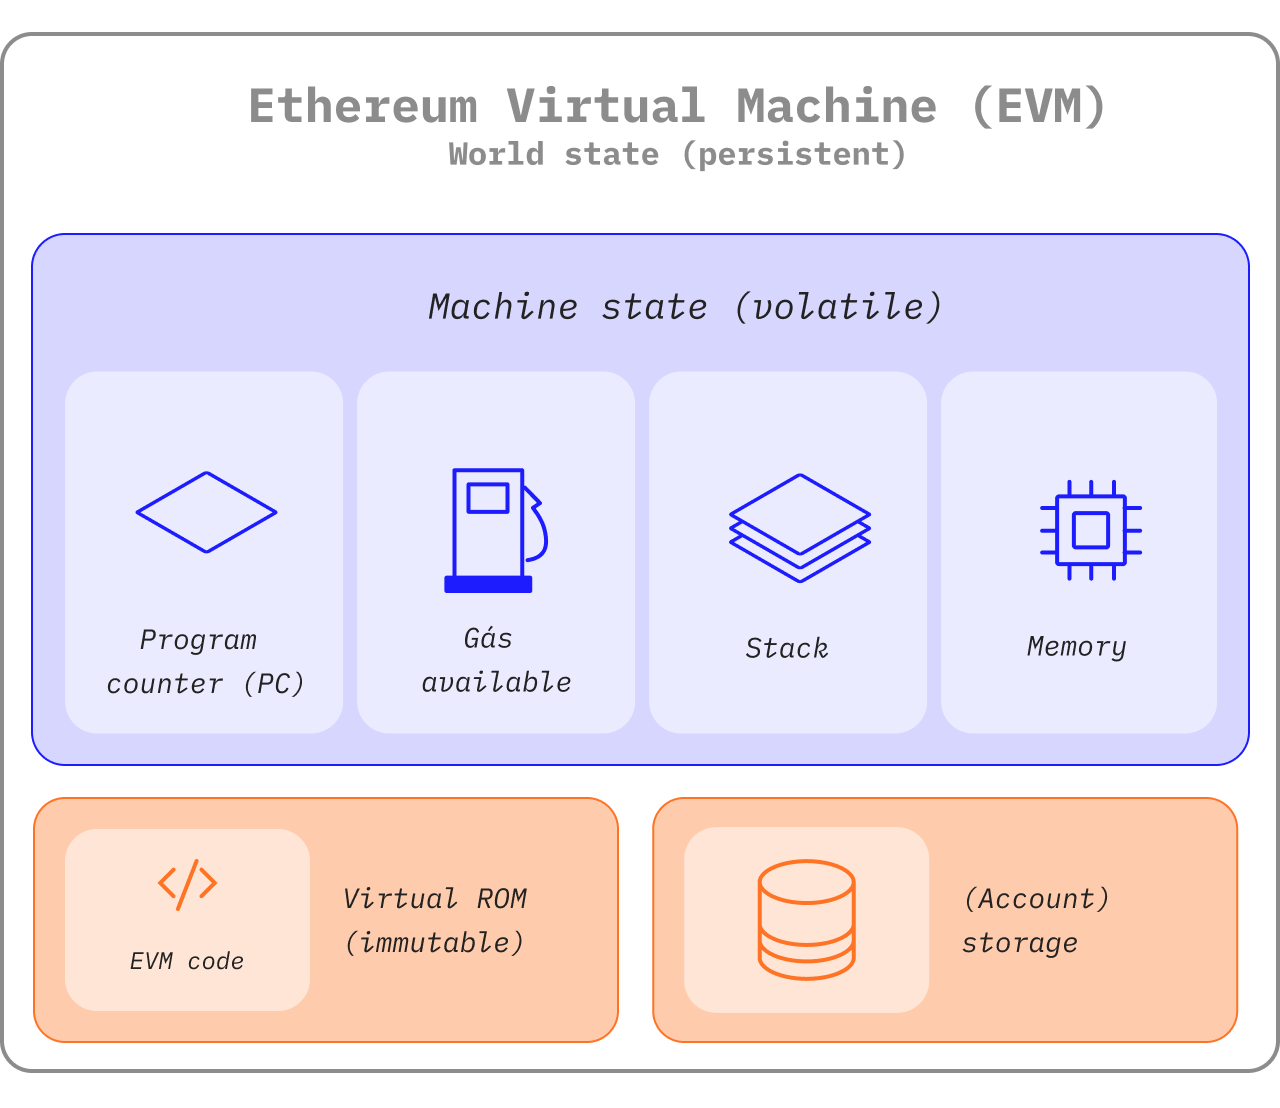 Ethereum Virtual Machine (EVM)
World state (persistent)
Machine state (volatile)
Program
counter (PC)
Gás
available
Stack
Memory
EVM code
Virtual ROM
(immutable)
(Account)
storage